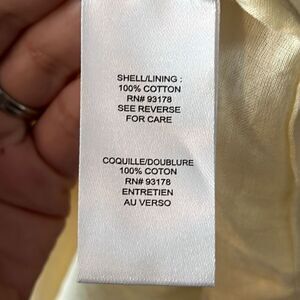 SHELL/LINING :
100% COTTON
RN# 93178
SEE REVERSE
FOR CARE
COQUILLE/DOUBLURE
100% COTON
RN# 93178
ENTRETIEN
AU VERSO